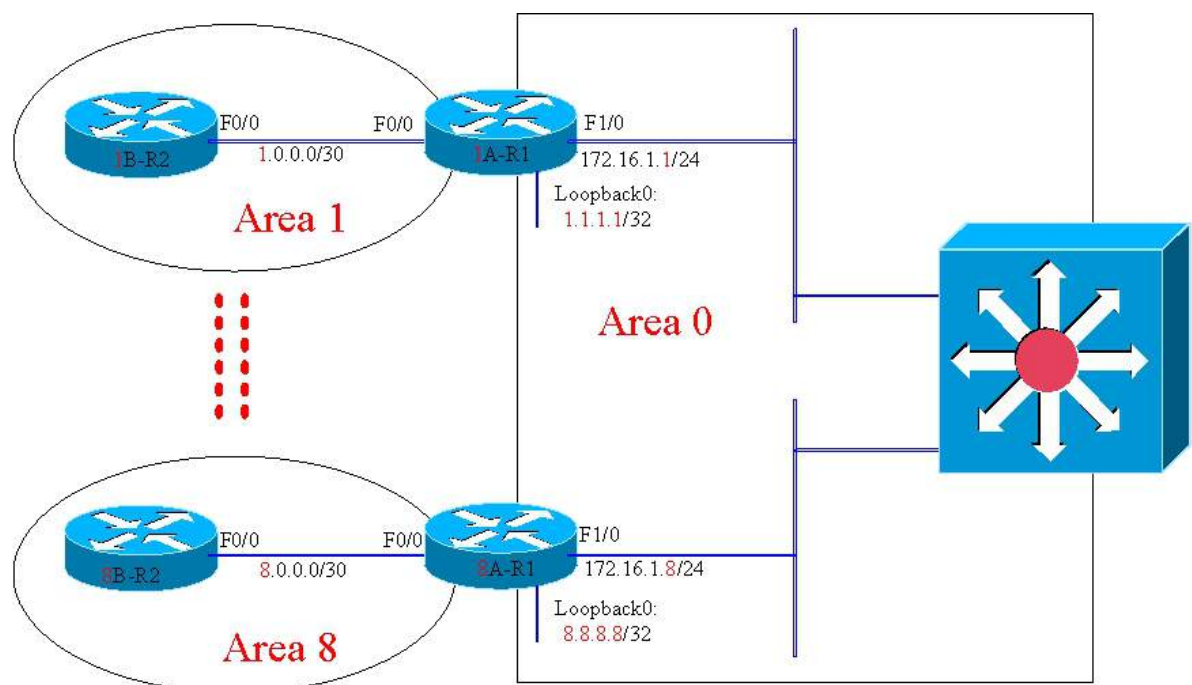 F0/0
F0/0
F1/0
1B-R2
1.0.0.0/30
1A-R1
172.16.1.1/24
Loopback0:
1.1.1.1/32
Area 1
Area 0
F0/0
F0/0
F1/0
8B-R2
8.0.0.0/30
8A-R1
172.16.1.8/24
Loopback0:
8.8.8.8/32
Area 8